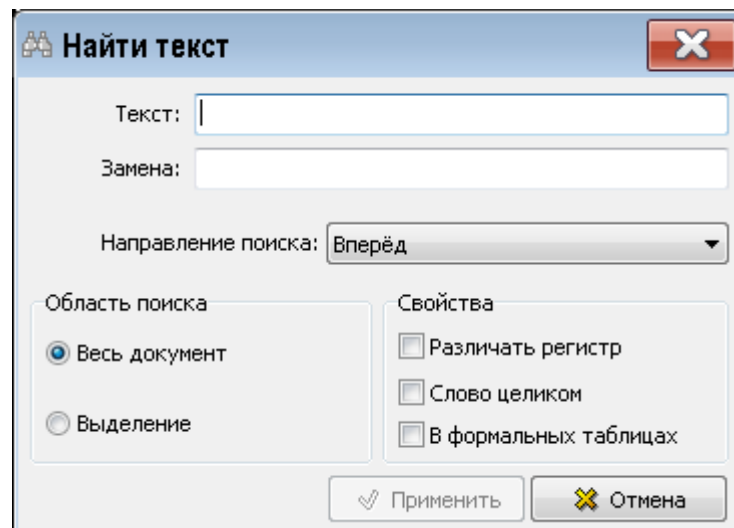 Найти текст
Текст:
Замена:
Направление поиска: Вперёд
Область поиска
Весь документ
Выделение
Свойства
Различать регистр
Слово целиком
В формальных таблицах
Применить
Отмена